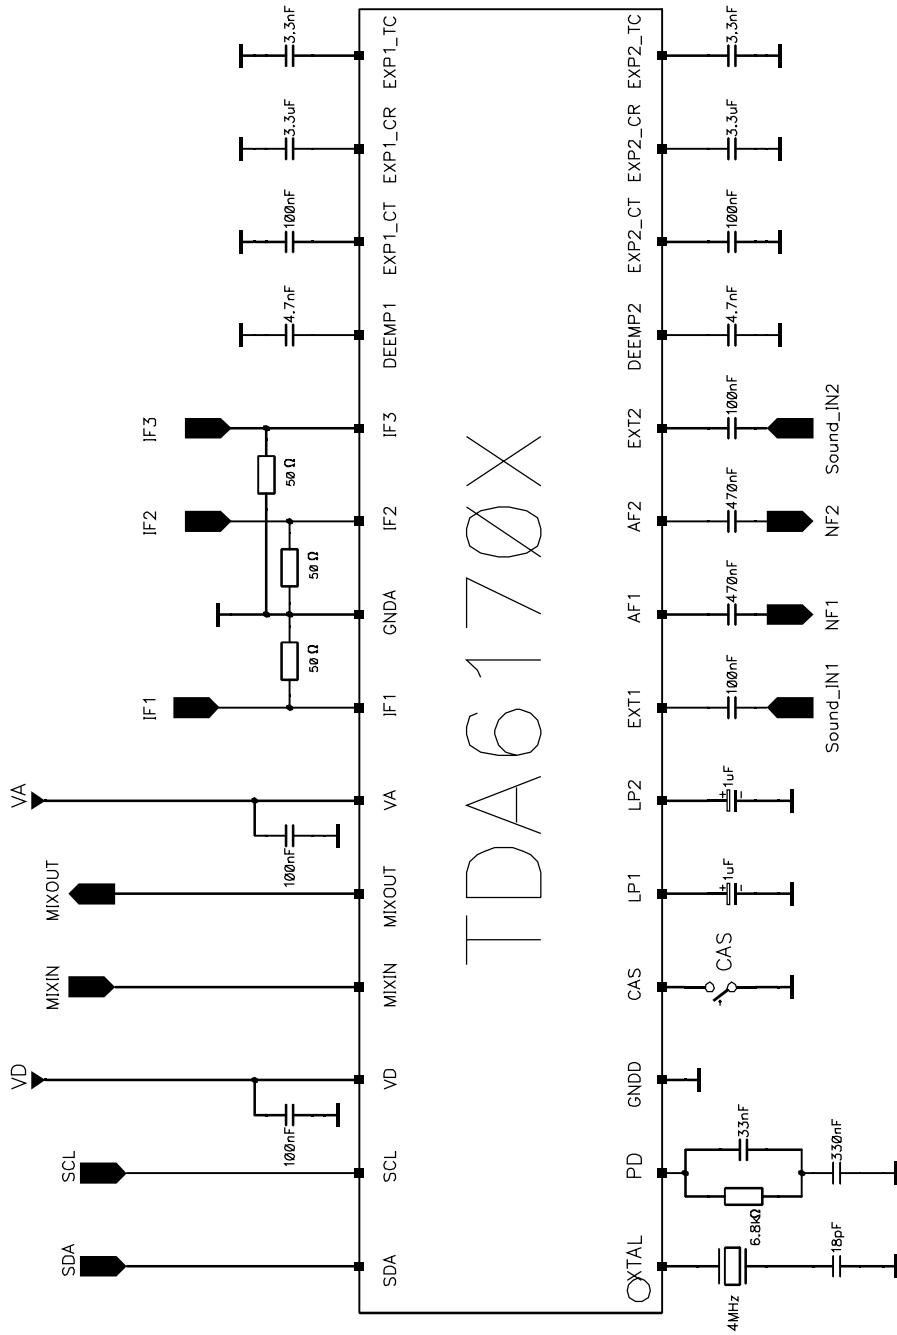 3.3nF
EXP1_TC
EXP2_TC
3.3nF
3.3uF
EXP1_CR
EXP2_CR
3.3uF
100nF
EXP1_CT
EXP2_CT
100nF
4.7nF
DEEMP1
DEEMP2
4.7nF
IF3
50 Ω
IF3
EXT2
100nF
Sound_IN2
IF2
50 Ω
IF2
AF2
470nF
NF2
GNDA
AF1
470nF
NF1
50 Ω
IF1
IF1
EXT1
100nF
Sound_IN1
TDA6170X
VA
100nF
VA
LP2
+ 1uF -
MIXOUT
MIXOUT
LP1
+ 1uF -
MIXIN
MIXIN
CAS
CAS
VD
100nF
VD
GNDD
SCL
SCL
PD
33nF
6.8kΩ
330nF
SDA
SDA
XTAL
4MHz
18pF